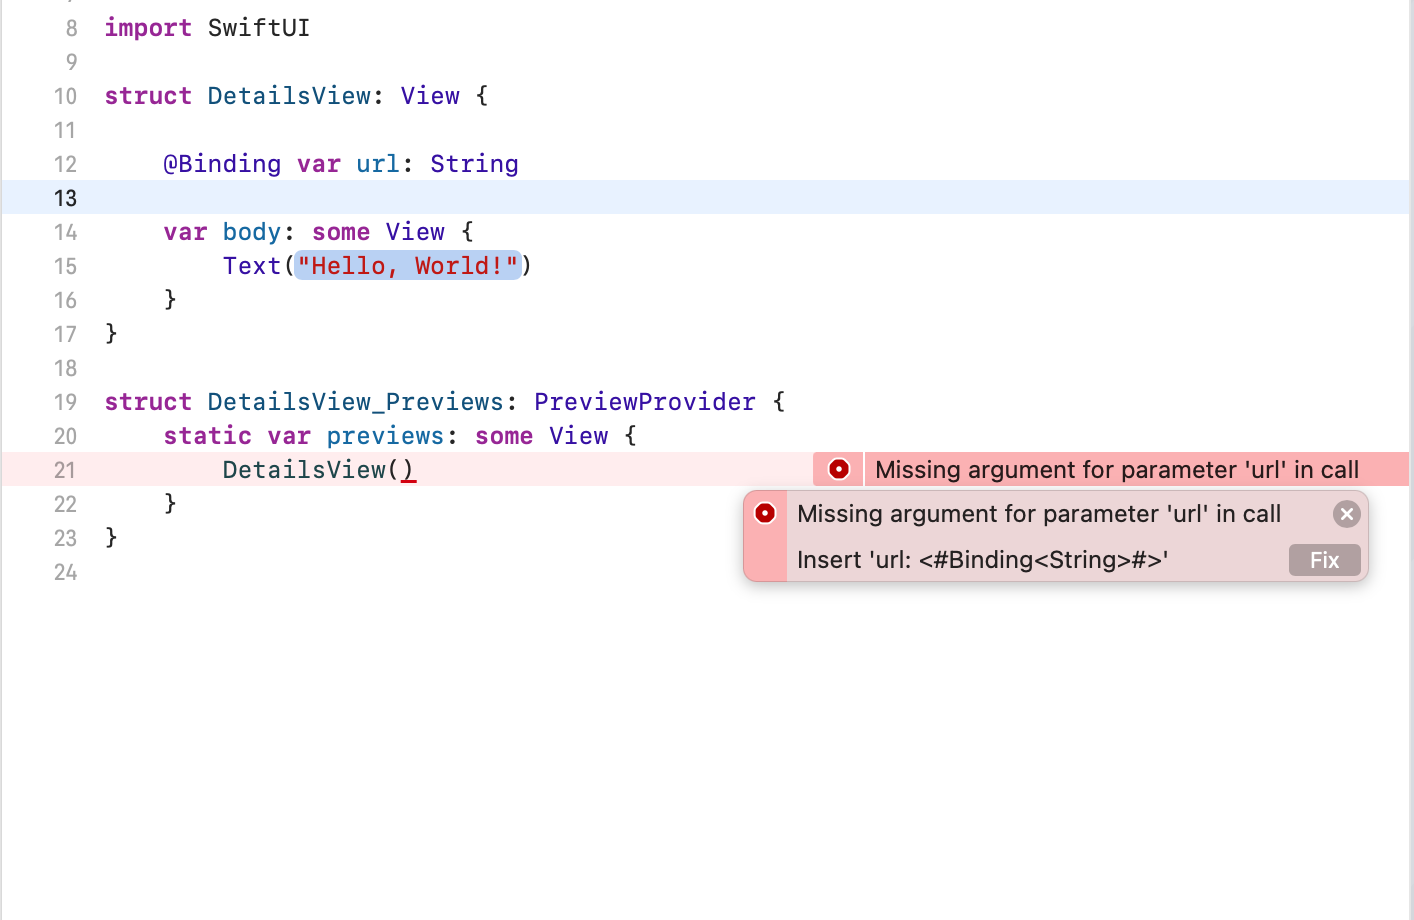 8 import SwiftUI
9
10 struct DetailsView: View {
11
12     @Binding var url: String
13
14     var body: some View {
15         Text("Hello, World!")
16     }
17 }
18
19 struct DetailsView_Previews: PreviewProvider {
20     static var previews: some View {
21         DetailsView() Missing argument for parameter 'url' in call
22     }
Missing argument for parameter 'url' in call
23 }
Insert 'url: <#Binding<String>#>' Fix
24